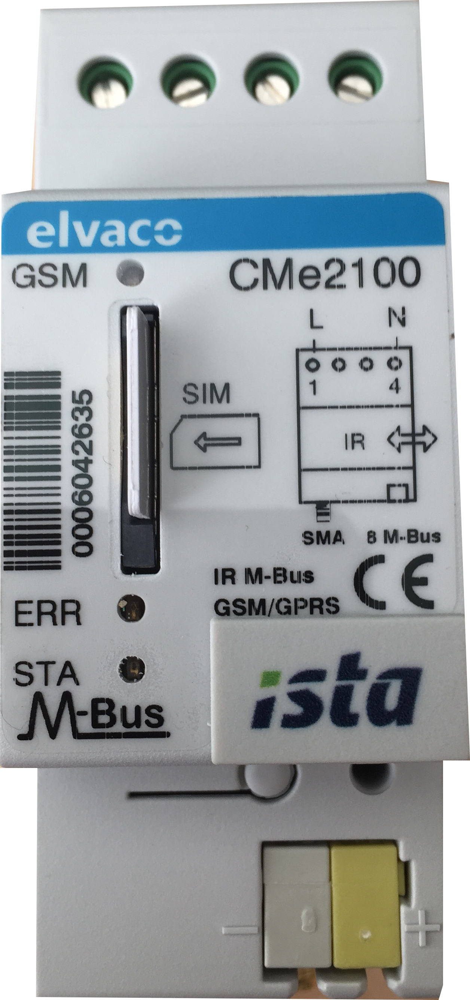 elvaco
GSM
CMe2100
L N
1 4
SIM
IR
0006042635
SMA 8 M-Bus
IR M-Bus
CE
GSM/GPRS
ERR
STA
M-Bus
ista
- +